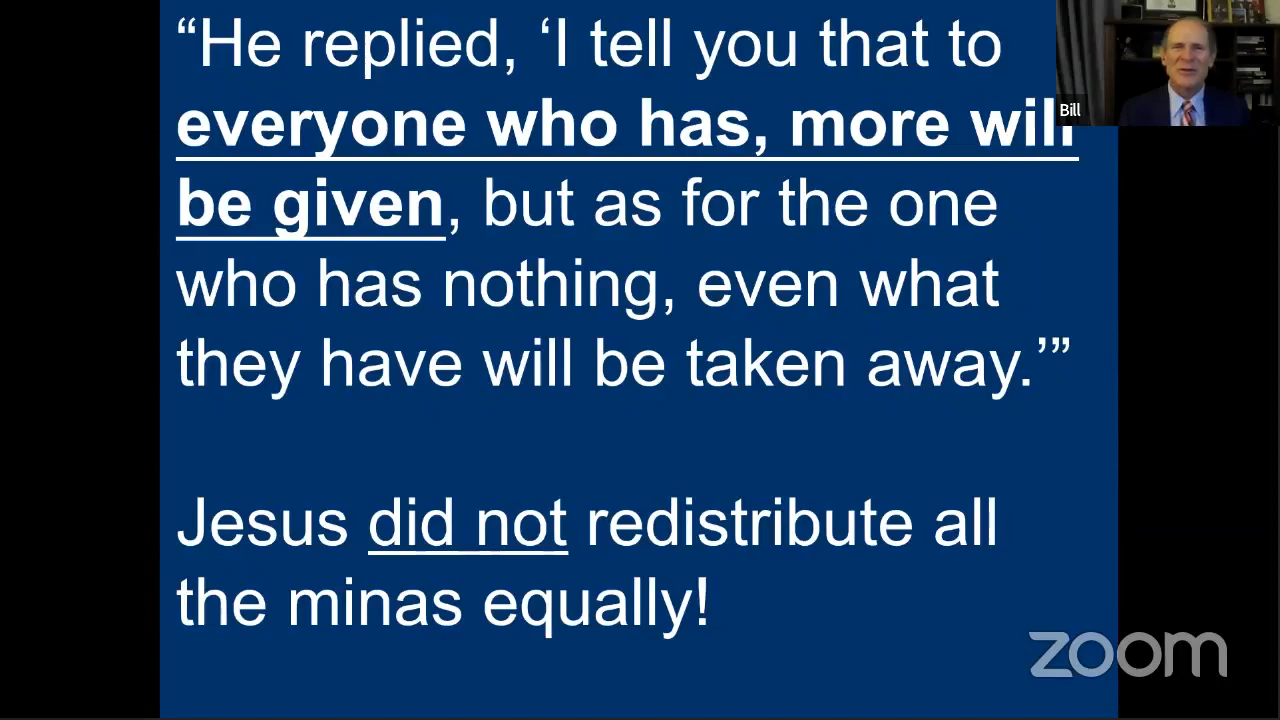 “He replied, ‘I tell you that to
everyone who has, more will
be given, but as for the one
who has nothing, even what
they have will be taken away.’”
Jesus did not redistribute all
the minas equally!
Bill
zoom